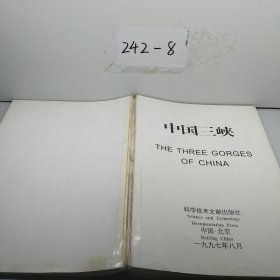 242-8
中国三峡
THE THREE GORGES
OF CHINA
科学技术文献出版社
Science and Technology
Documentation Press
中国·北京
Beijing China
一九九七年八月